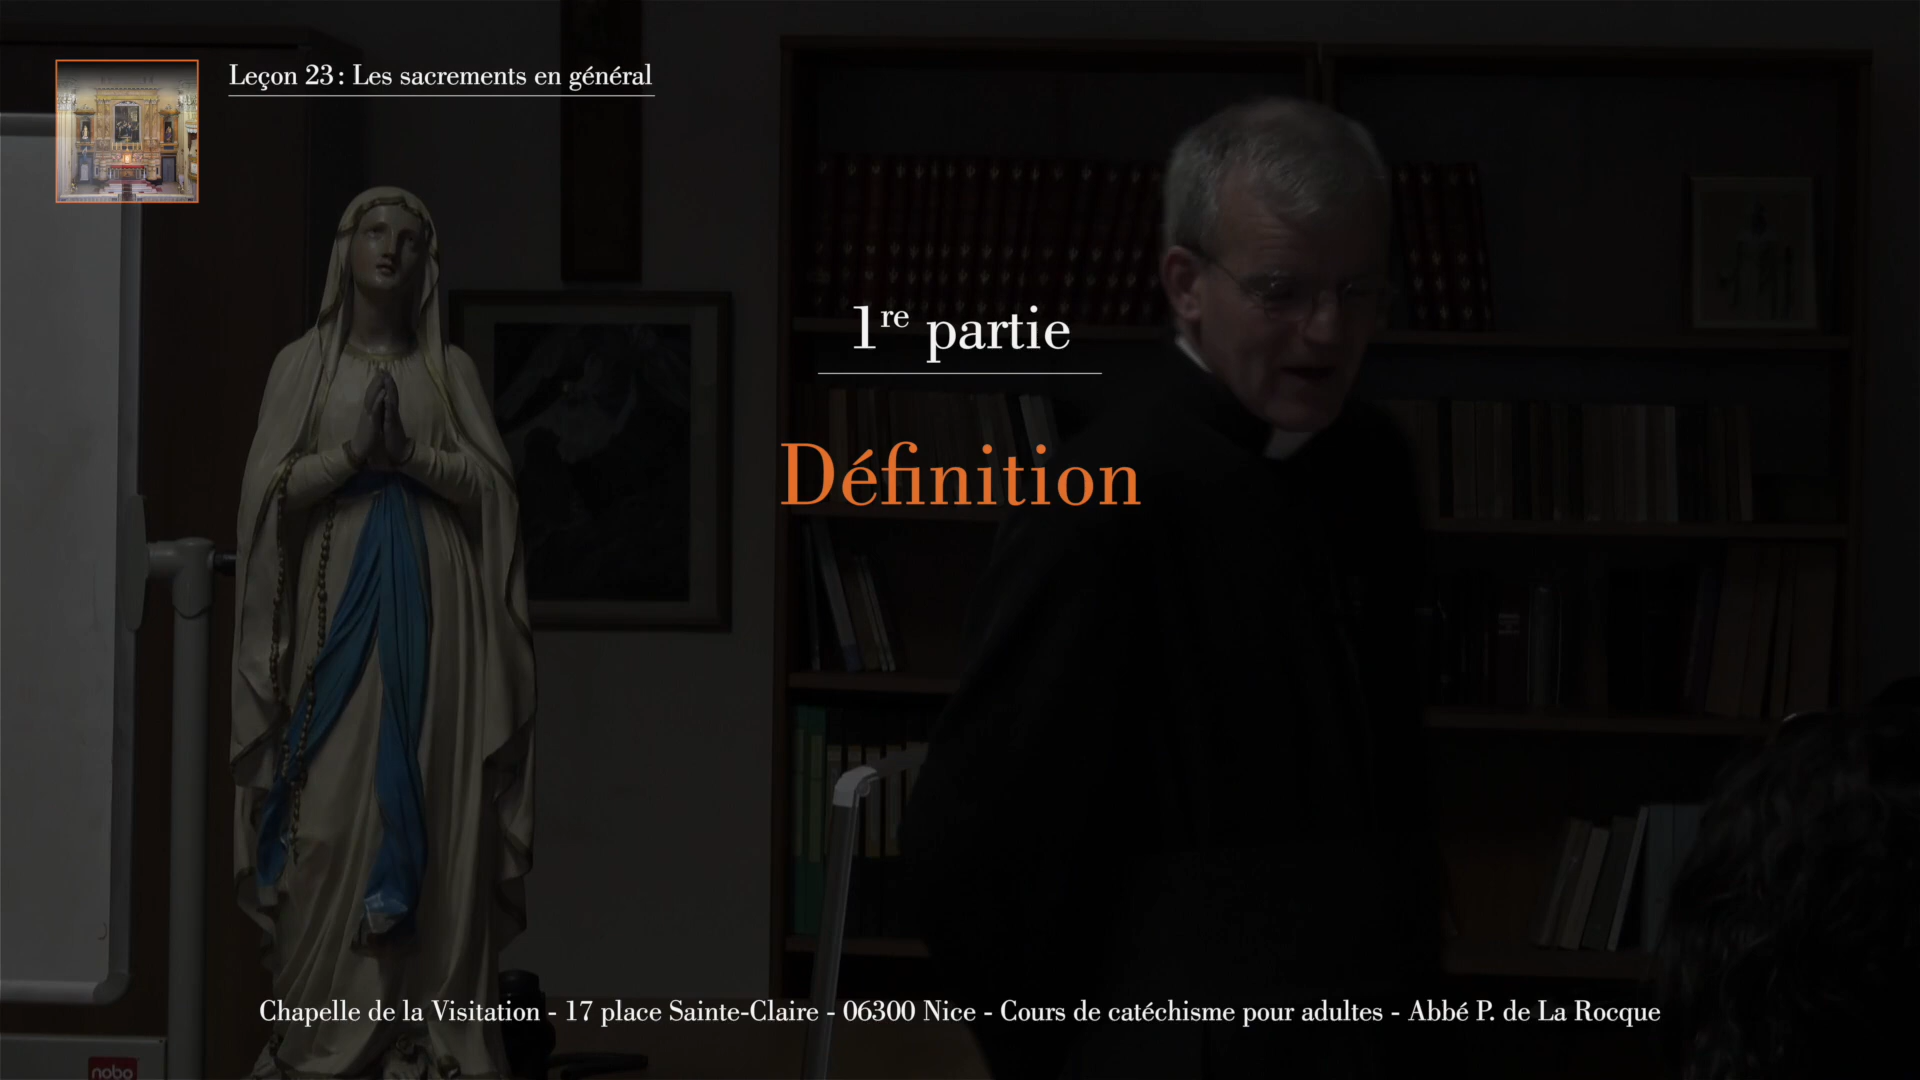 Leçon 23 : Les sacrements en général
1re partie
Définition
Chapelle de la Visitation - 17 place Sainte-Claire - 06300 Nice - Cours de catéchisme pour adultes - Abbé P. de La Rocque
nobo